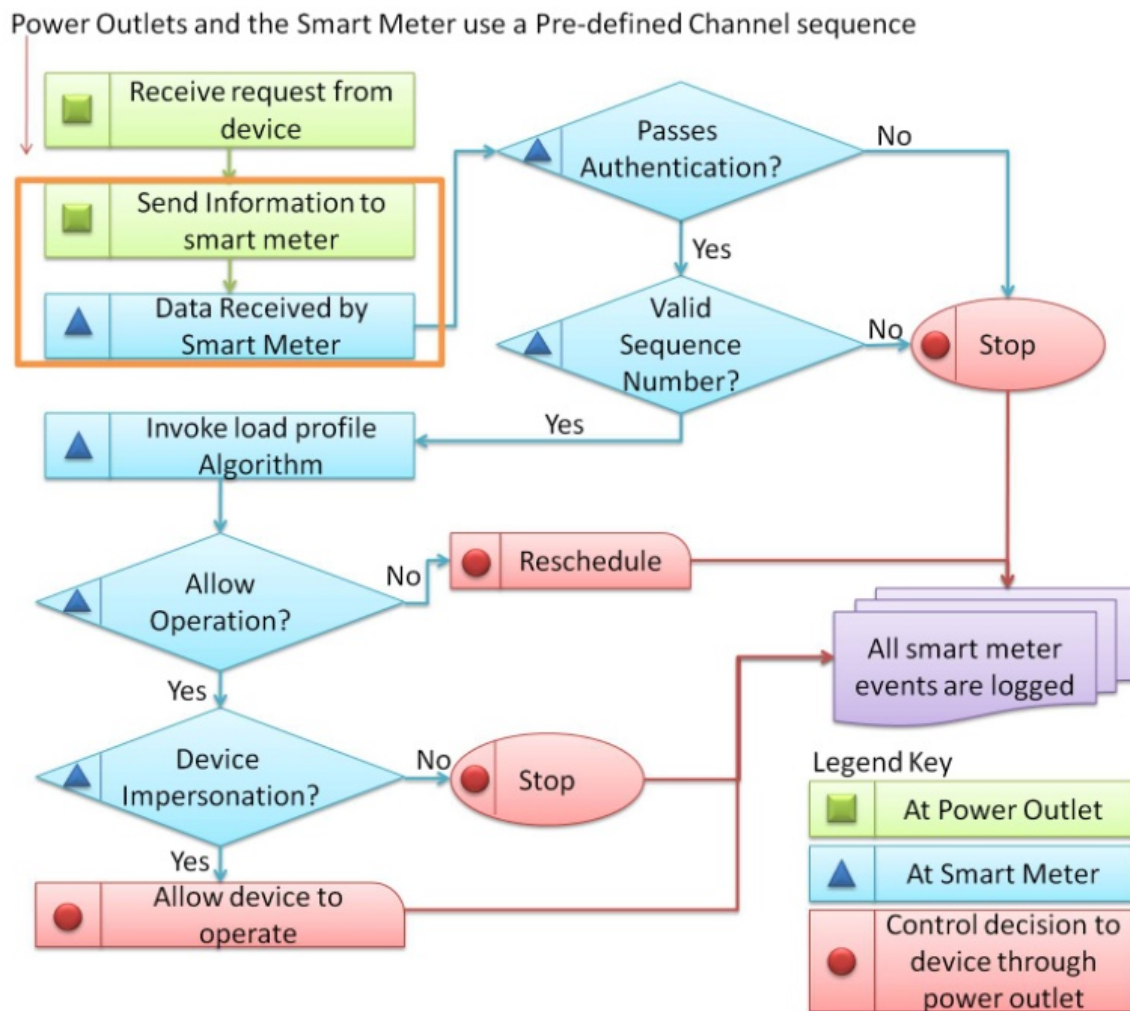 Power Outlets and the Smart Meter use a Pre-defined Channel sequence
Receive request from
device
Send Information to
smart meter
Data Received by
Smart Meter
Passes
Authentication?
No
Yes
Valid
Sequence
Number?
No
Stop
Yes
Invoke load profile
Algorithm
Allow
Operation?
No
Reschedule
Yes
All smart meter
events are logged
Device
Impersonation?
No
Stop
Yes
Allow device to
operate
Legend Key
At Power Outlet
At Smart Meter
Control decision to
device through
power outlet